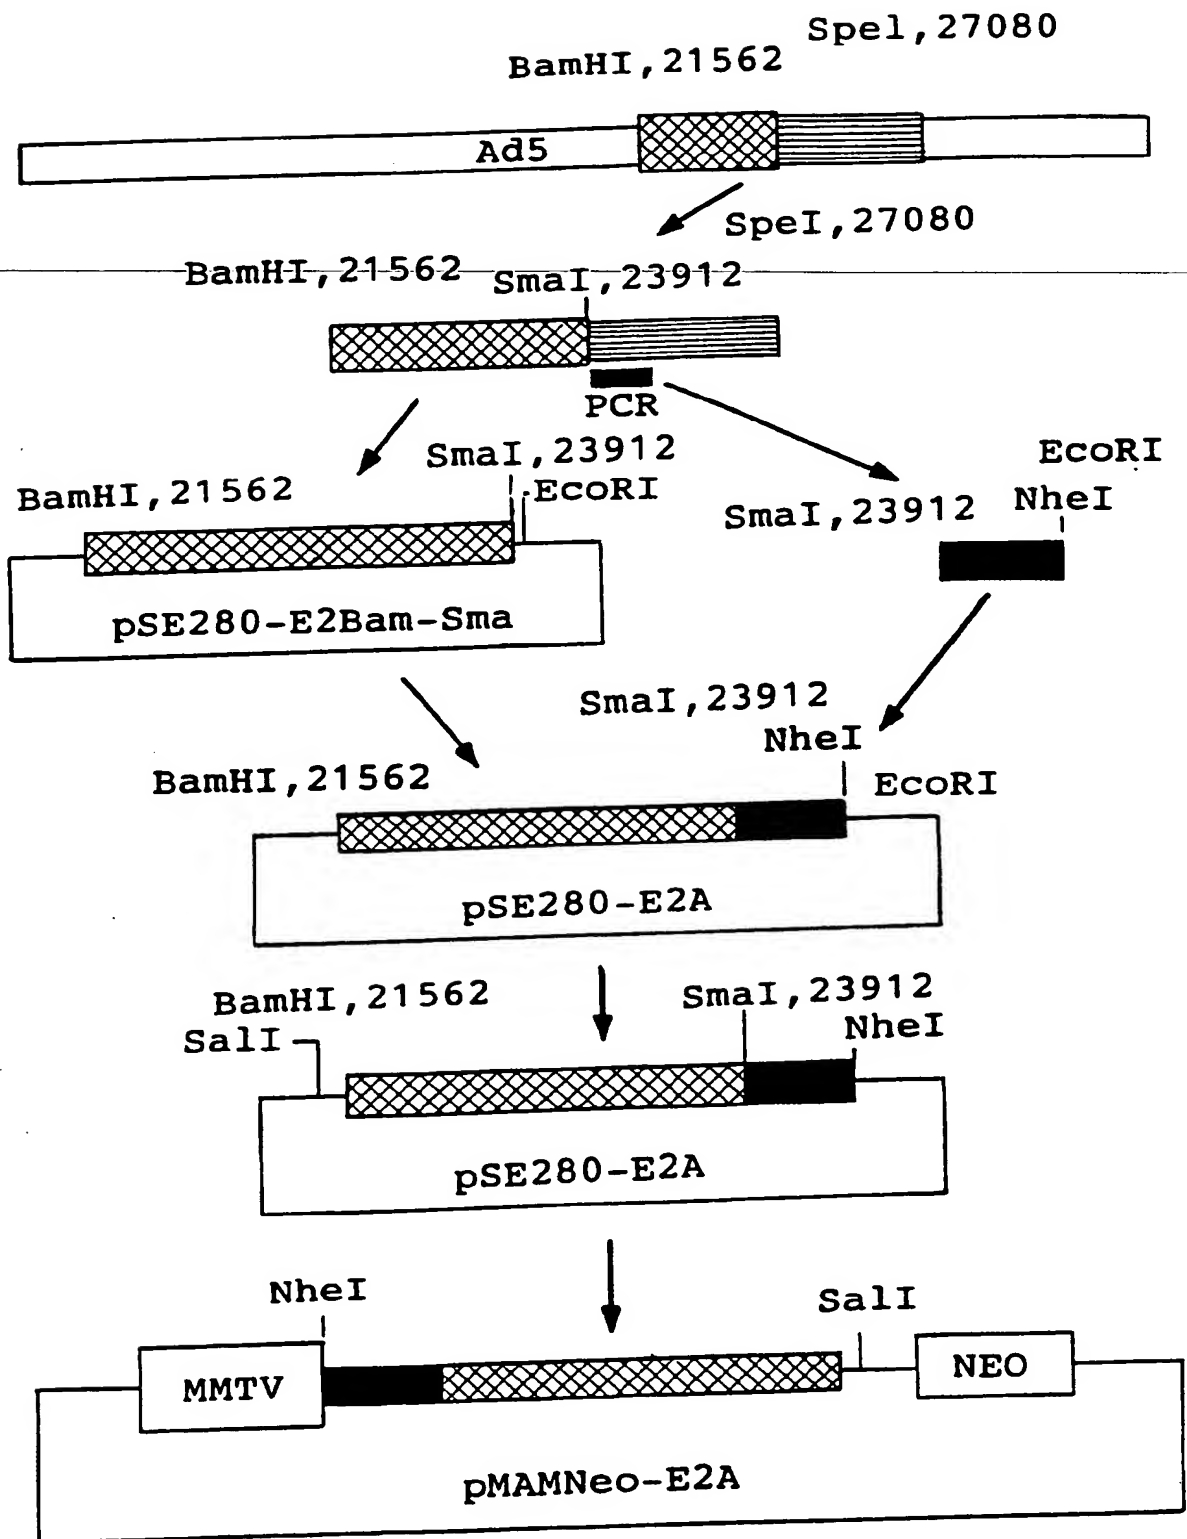 SpeI,27080
BamHI,21562
Ad5
SpeI,27080
BamHI,21562
SmaI,23912
PCR
SmaI,23912
EcoRI
BamHI,21562
EcoRI
SmaI,23912
NheI
pSE280-E2Bam-Sma
SmaI,23912
NheI
BamHI,21562
EcoRI
pSE280-E2A
BamHI,21562
SmaI,23912
SalI
NheI
pSE280-E2A
NheI
SalI
MMTV
NEO
pMAMNeo-E2A